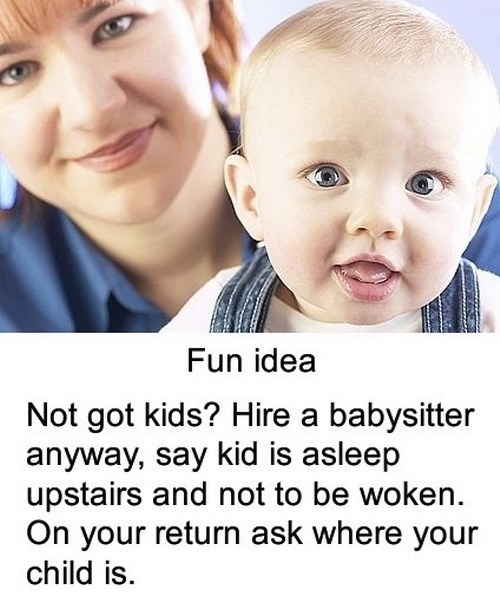 Fun idea
Not got kids? Hire a babysitter
anyway, say kid is asleep
upstairs and not to be woken.
On your return ask where your
child is.